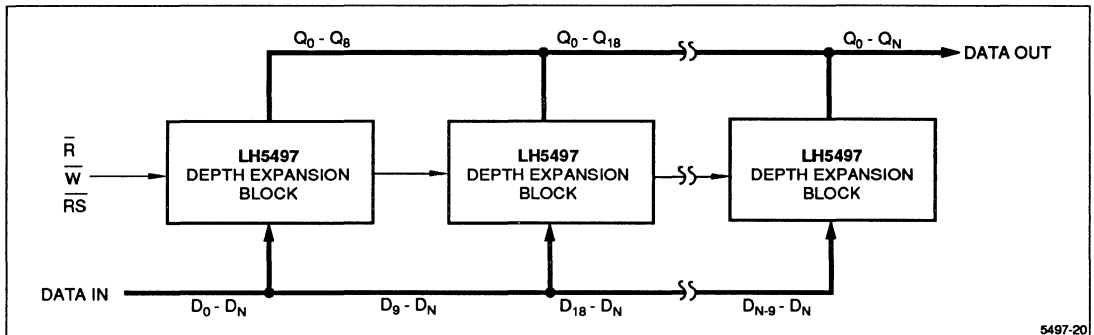 Q0 - Q8
Q0 - Q18
Q0 - QN
DATA OUT
R̅
W̅
R̅S̅
LH5497
DEPTH EXPANSION
BLOCK
LH5497
DEPTH EXPANSION
BLOCK
LH5497
DEPTH EXPANSION
BLOCK
DATA IN
D0 - DN
D9 - DN
D18 - DN
DN-9 - DN
5497-20